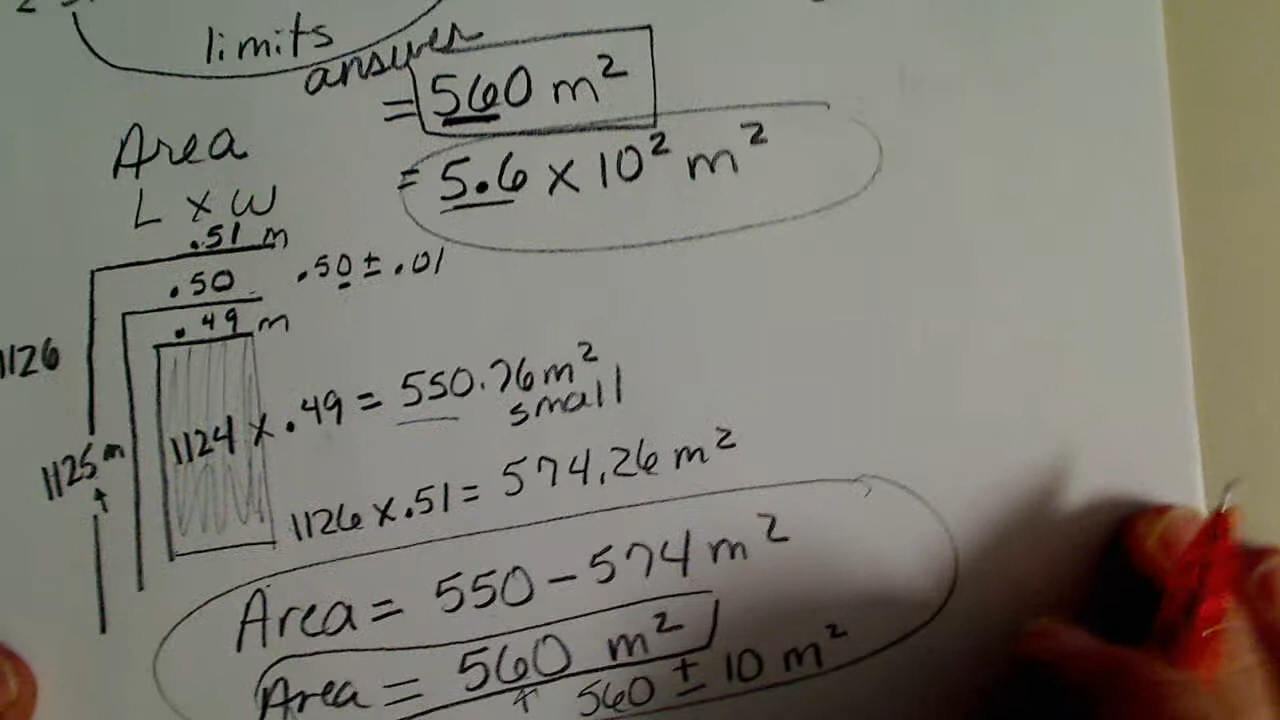 limits
answer
= 560 m²
= 5.6 x 10² m²
Area
L x W
.51 m
.50 .50 ± .01
.49 m
1126
1124 x .49 = 550.76 m²
small
1125 m
1126 x .51 = 574.26 m²
Area = 550 - 574 m²
Area = 560 m²
560 ± 10 m²